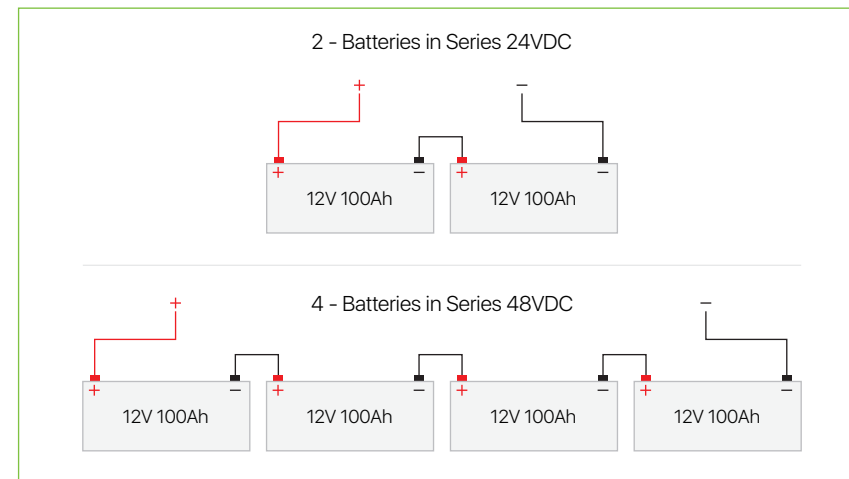 2 - Batteries in Series 24VDC
+ −
+ − + −
12V 100Ah 12V 100Ah
4 - Batteries in Series 48VDC
+ −
+ − + − + − + −
12V 100Ah 12V 100Ah 12V 100Ah 12V 100Ah